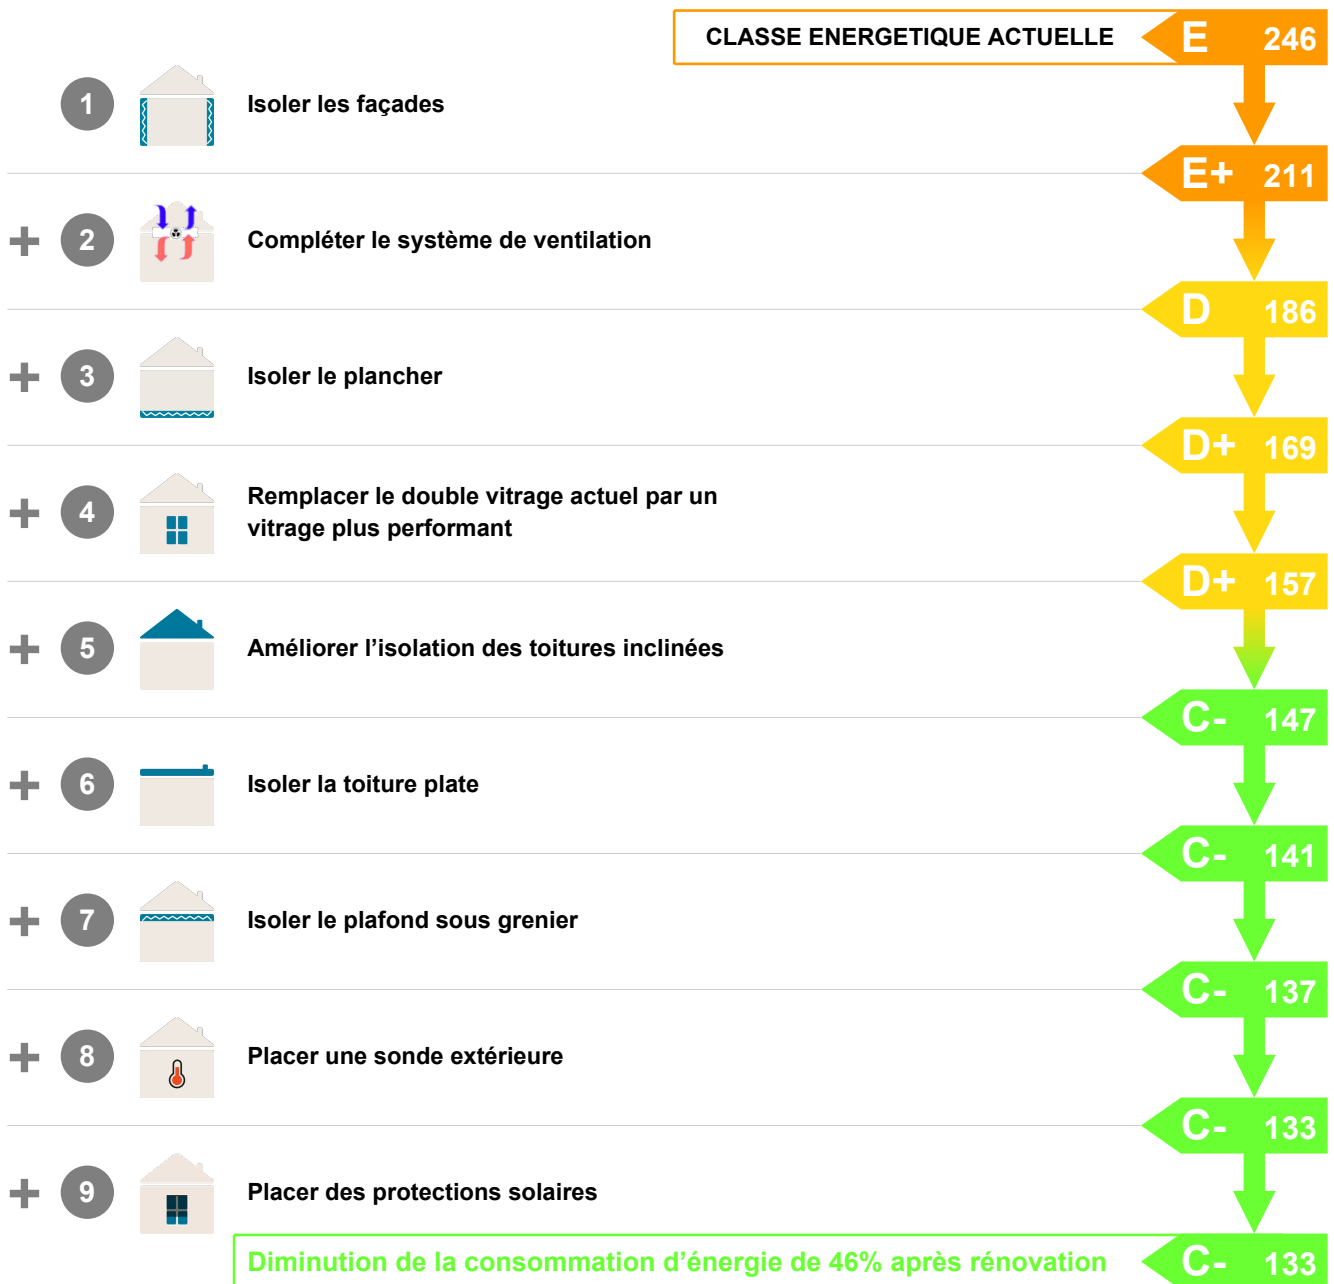 CLASSE ENERGETIQUE ACTUELLE E 246
1 Isoler les façades
E+ 211
+ 2 Compléter le système de ventilation
D 186
+ 3 Isoler le plancher
D+ 169
+ 4 Remplacer le double vitrage actuel par un
vitrage plus performant
D+ 157
+ 5 Améliorer l’isolation des toitures inclinées
C- 147
+ 6 Isoler la toiture plate
C- 141
+ 7 Isoler le plafond sous grenier
C- 137
+ 8 Placer une sonde extérieure
C- 133
+ 9 Placer des protections solaires
Diminution de la consommation d’énergie de 46% après rénovation C- 133